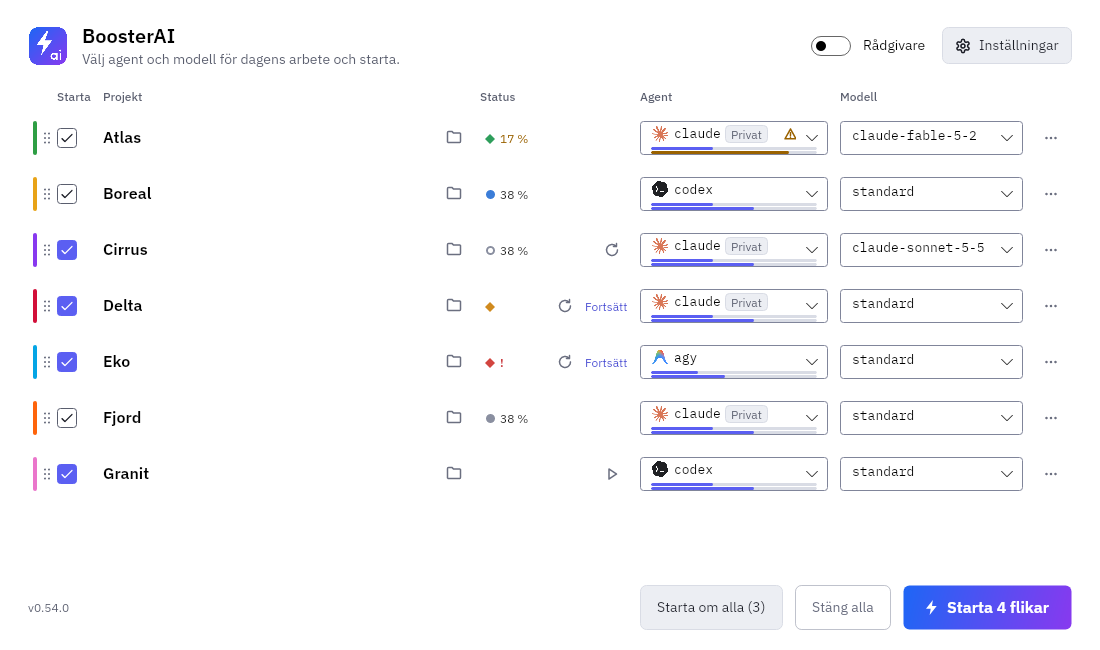 ai
BoosterAI
Välj agent och modell för dagens arbete och starta.
Rådgivare
Inställningar
Starta Projekt Status Agent Modell
Atlas 17 % claude Privat claude-fable-5-2
Boreal 38 % codex standard
Cirrus 38 % claude Privat claude-sonnet-5-5
Delta Fortsätt claude Privat standard
Eko ! Fortsätt agy standard
Fjord 38 % claude Privat standard
Granit codex standard
v0.54.0 Starta om alla (3) Stäng alla Starta 4 flikar